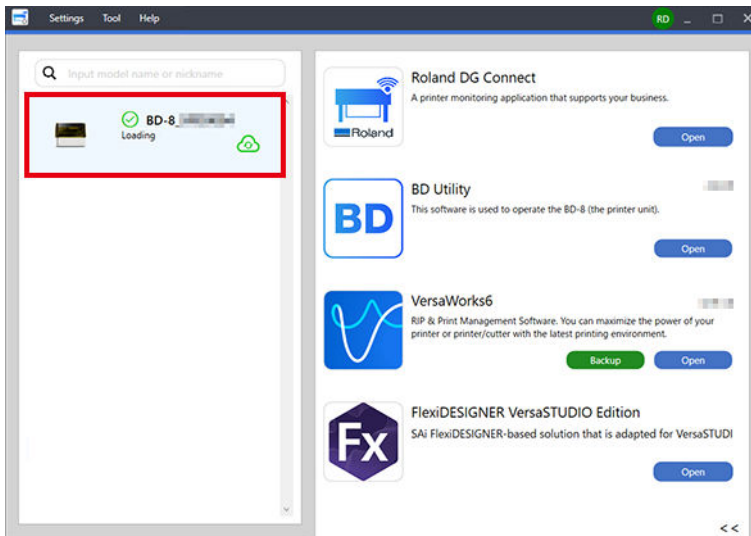 Settings Tool Help
RD
Input model name or nickname
BD-8_
Loading
Roland DG Connect
A printer monitoring application that supports your business.
Roland
Open
BD Utility
This software is used to operate the BD-8 (the printer unit).
BD
Open
VersaWorks6
RIP & Print Management Software. You can maximize the power of your
printer or printer/cutter with the latest printing environment.
Backup Open
FlexiDESIGNER VersaSTUDIO Edition
SAi FlexiDESIGNER-based solution that is adapted for VersaSTUDI
Fx
Open
<<